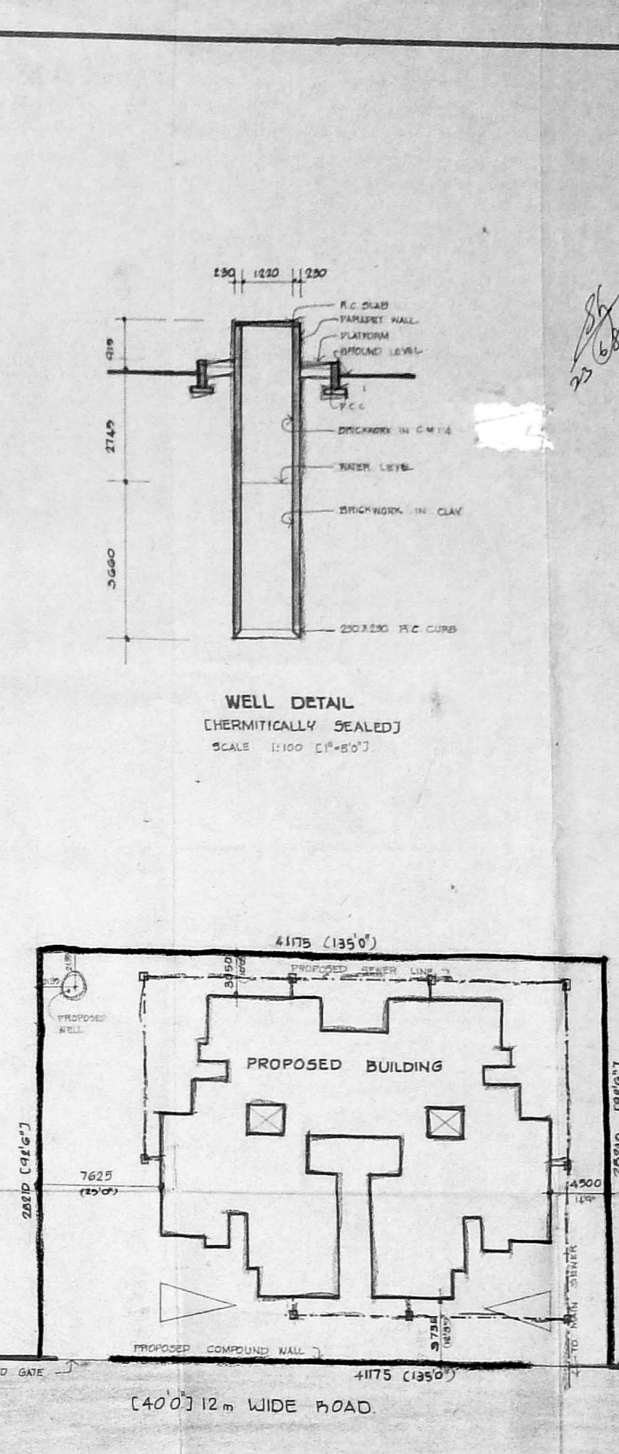 230 1220 230
R.C. SLAB
PARAPET WALL
PLATFORM
GROUND LEVEL
915
P.C.C
2745
BRICKWORK IN C M 1:4
WATER LEVEL
BRICKWORK IN CLAY
3660
230X230 R.C. CURB
WELL DETAIL
[HERMITICALLY SEALED]
SCALE 1:100 [1"=8'0"]
23
41175 (135'0")
3050
PROPOSED SEWER LINE
PROPOSED
WELL
PROPOSED BUILDING
28210 [92'6"]
7625
(25'0")
4500
TO MAIN SEWER
PROPOSED COMPOUND WALL
GATE
41175 (135'0")
[40'0"] 12m WIDE ROAD.